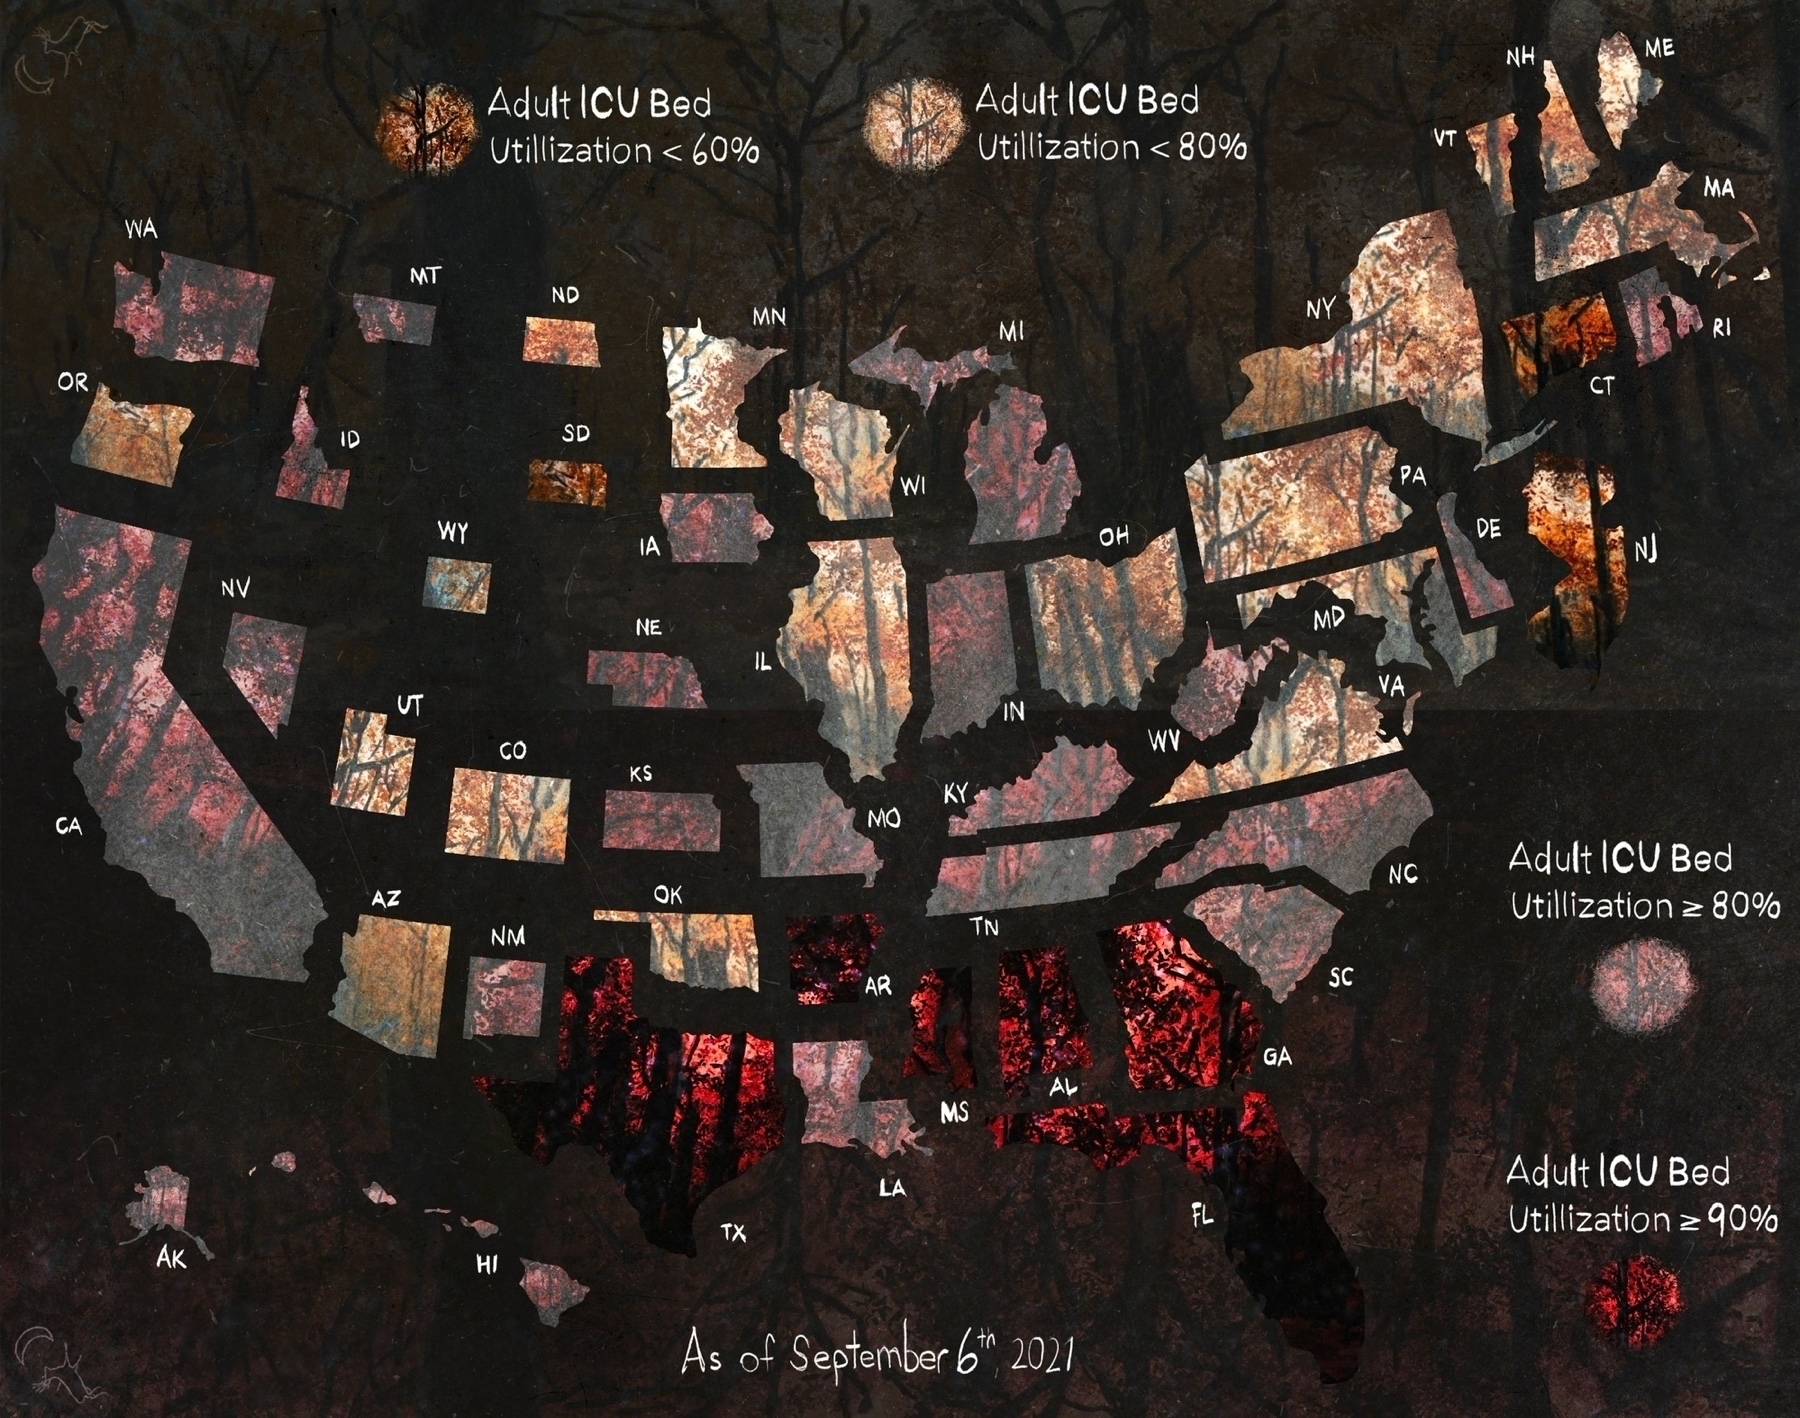 Adult ICU Bed
Utillization < 60%
Adult ICU Bed
Utillization < 80%
NH
ME
VT
MA
WA
MT
ND
MN
MI
NY
RI
OR
ID
SD
WI
CT
PA
WY
IA
OH
DE
NJ
NV
NE
IL
MD
UT
IN
VA
CO
WV
KS
KY
MO
CA
AZ
OK
TN
NC
NM
AR
SC
GA
AL
MS
LA
TX
FL
AK
HI
Adult ICU Bed
Utillization ≥ 80%
Adult ICU Bed
Utillization ≥ 90%
As of September 6th, 2021